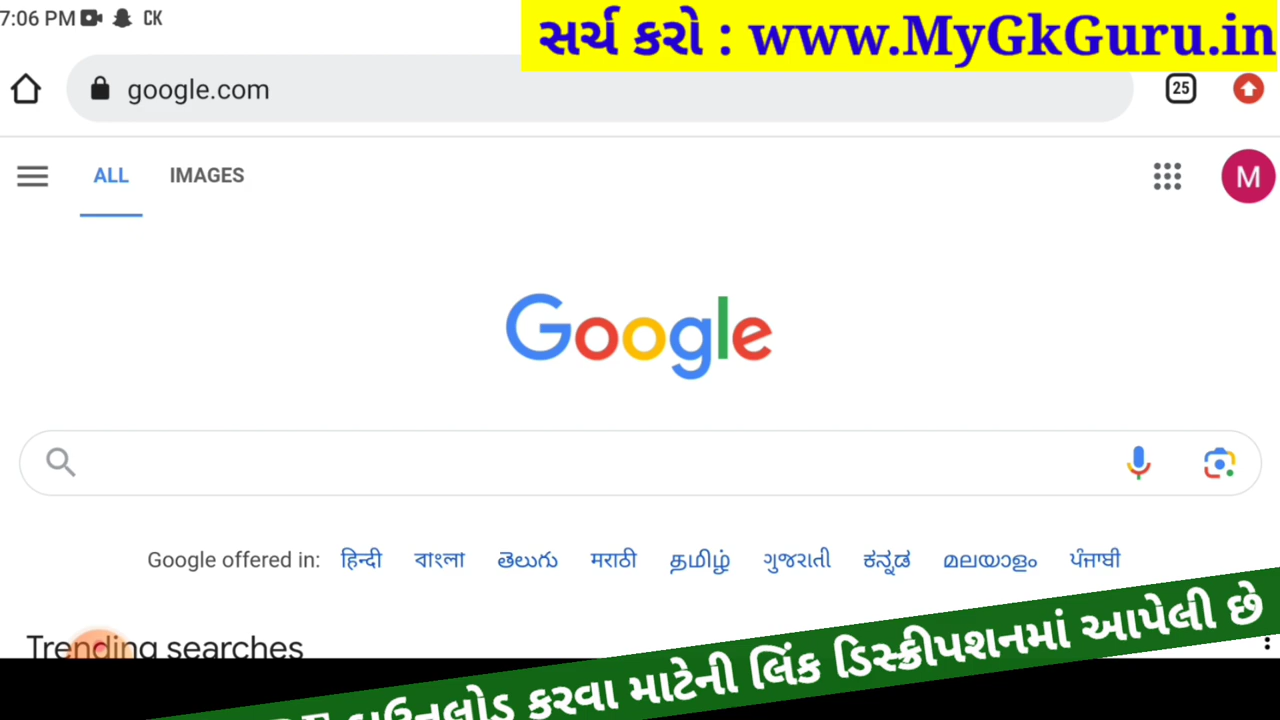 7:06 PM CK
સર્ચ કરો : www.MyGkGuru.in
google.com 25
ALL IMAGES M
Google
Google offered in: हिन्दी বাংলা తెలుగు मराठी தமிழ் ગુજરાતી ಕನ್ನಡ മലയാളം ਪੰਜਾਬੀ
Trending searches
ડાઉનલોડ કરવા માટેની લિંક ડિસ્ક્રીપશનમાં આપેલી છે